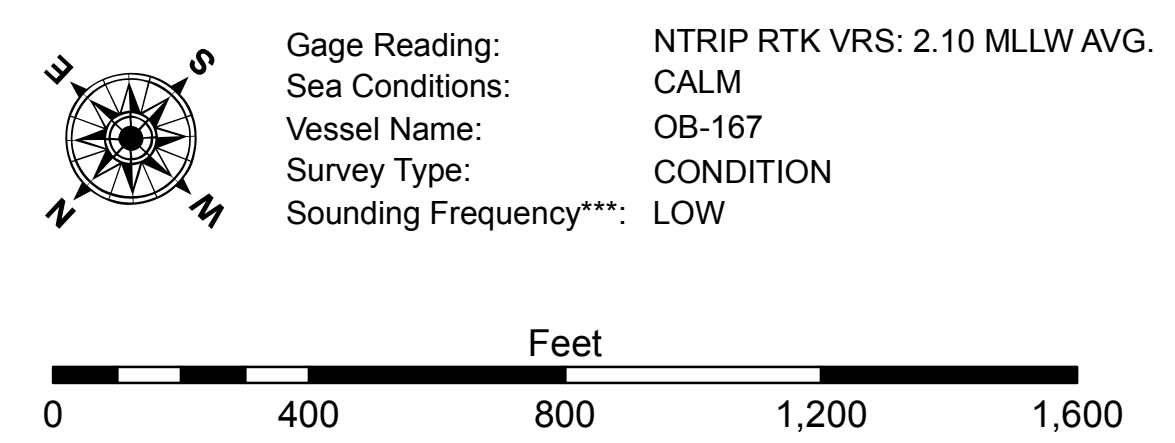 E
S
N
W
Gage Reading: NTRIP RTK VRS: 2.10 MLLW AVG.
Sea Conditions: CALM
Vessel Name: OB-167
Survey Type: CONDITION
Sounding Frequency***: LOW
Feet
0 400 800 1,200 1,600